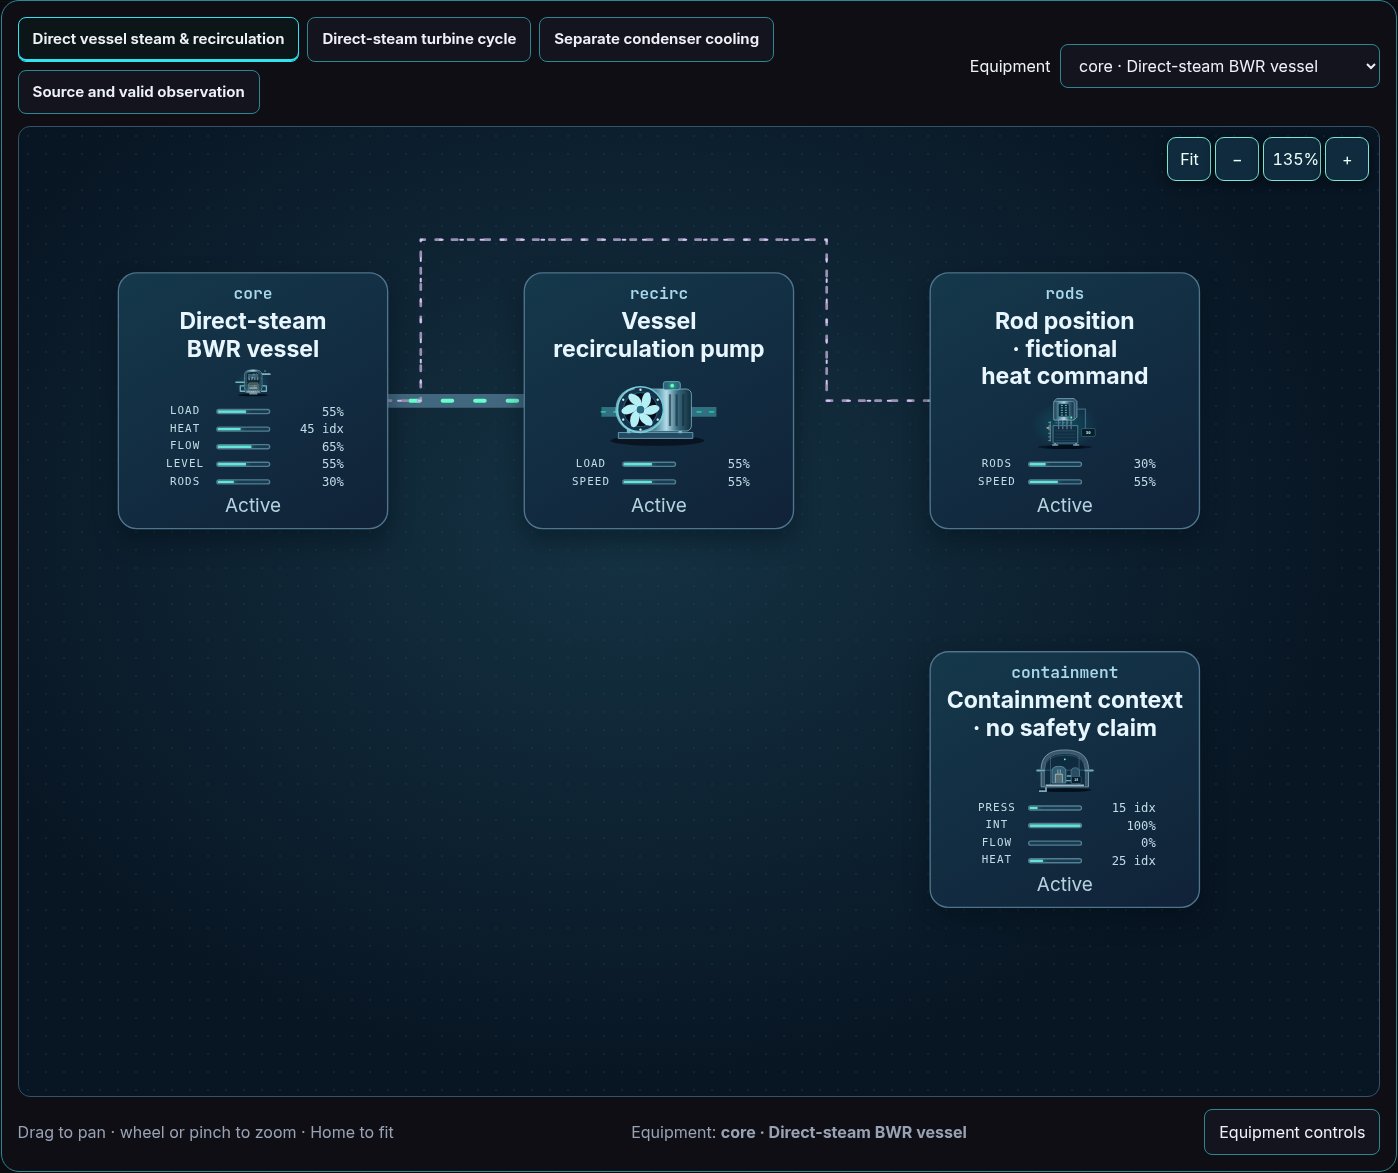 Direct vessel steam & recirculation
Direct-steam turbine cycle
Separate condenser cooling
Source and valid observation
Equipment
core · Direct-steam BWR vessel
Fit
−
135%
+
core
Direct-steam
BWR vessel
LOAD 55%
HEAT 45 idx
FLOW 65%
LEVEL 55%
RODS 30%
Active
recirc
Vessel
recirculation pump
LOAD 55%
SPEED 55%
Active
rods
Rod position
· fictional
heat command
RODS 30%
SPEED 55%
Active
containment
Containment context
· no safety claim
PRESS 15 idx
INT 100%
FLOW 0%
HEAT 25 idx
Active
Drag to pan · wheel or pinch to zoom · Home to fit
Equipment: core · Direct-steam BWR vessel
Equipment controls